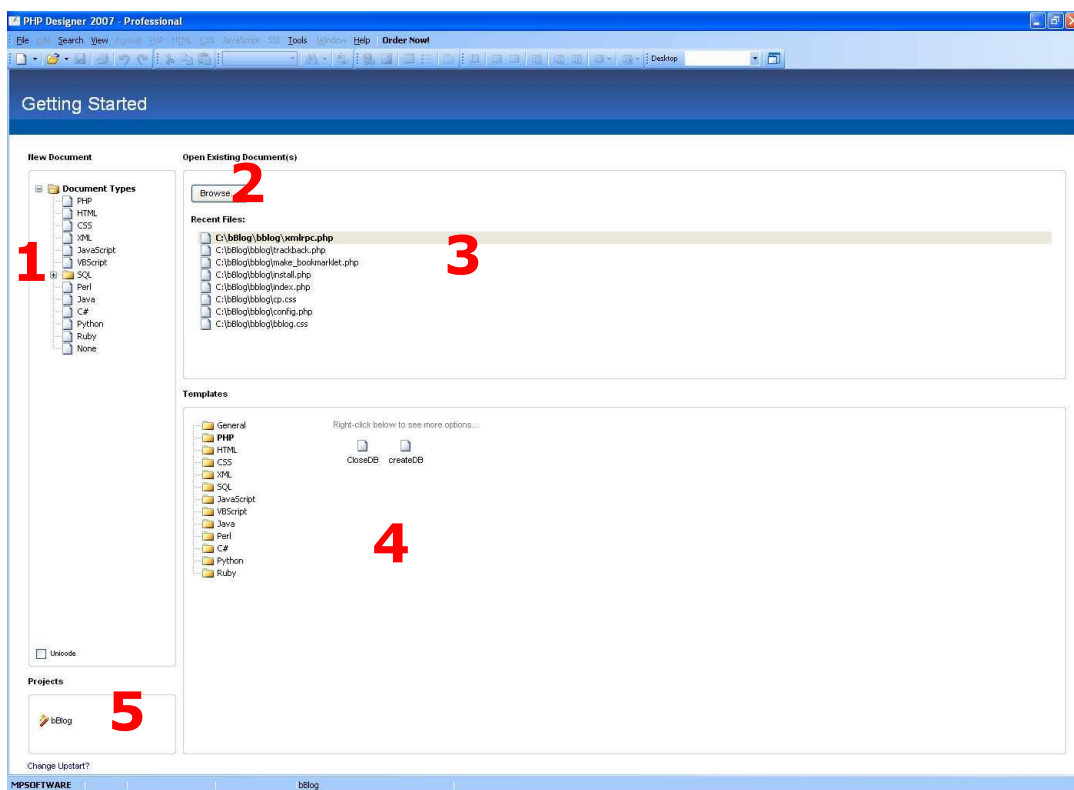 PHP Designer 2007 - Professional
File Edit Search View Format PHP HTML CSS JavaScript SSI Tools Window Help Order Now!
Desktop
Getting Started
New Document
Document Types
PHP
HTML
CSS
XML
JavaScript
VBScript
SQL
Perl
Java
C#
Python
Ruby
None
1
Unicode
Open Existing Document(s)
Browse
2
Recent Files:
C:\bBlog\bblog\xmlrpc.php
C:\bBlog\bblog\trackback.php
C:\bBlog\bblog\make_bookmarklet.php
C:\bBlog\bblog\install.php
C:\bBlog\bblog\index.php
C:\bBlog\bblog\cp.css
C:\bBlog\bblog\config.php
C:\bBlog\bblog\bblog.css
3
Templates
General
PHP
HTML
CSS
XML
SQL
JavaScript
VBScript
Java
Perl
C#
Python
Ruby
Right-click below to see more options...
CloseDB createDB
4
Projects
bBlog
5
Change Upstart?
MPSOFTWARE bBlog